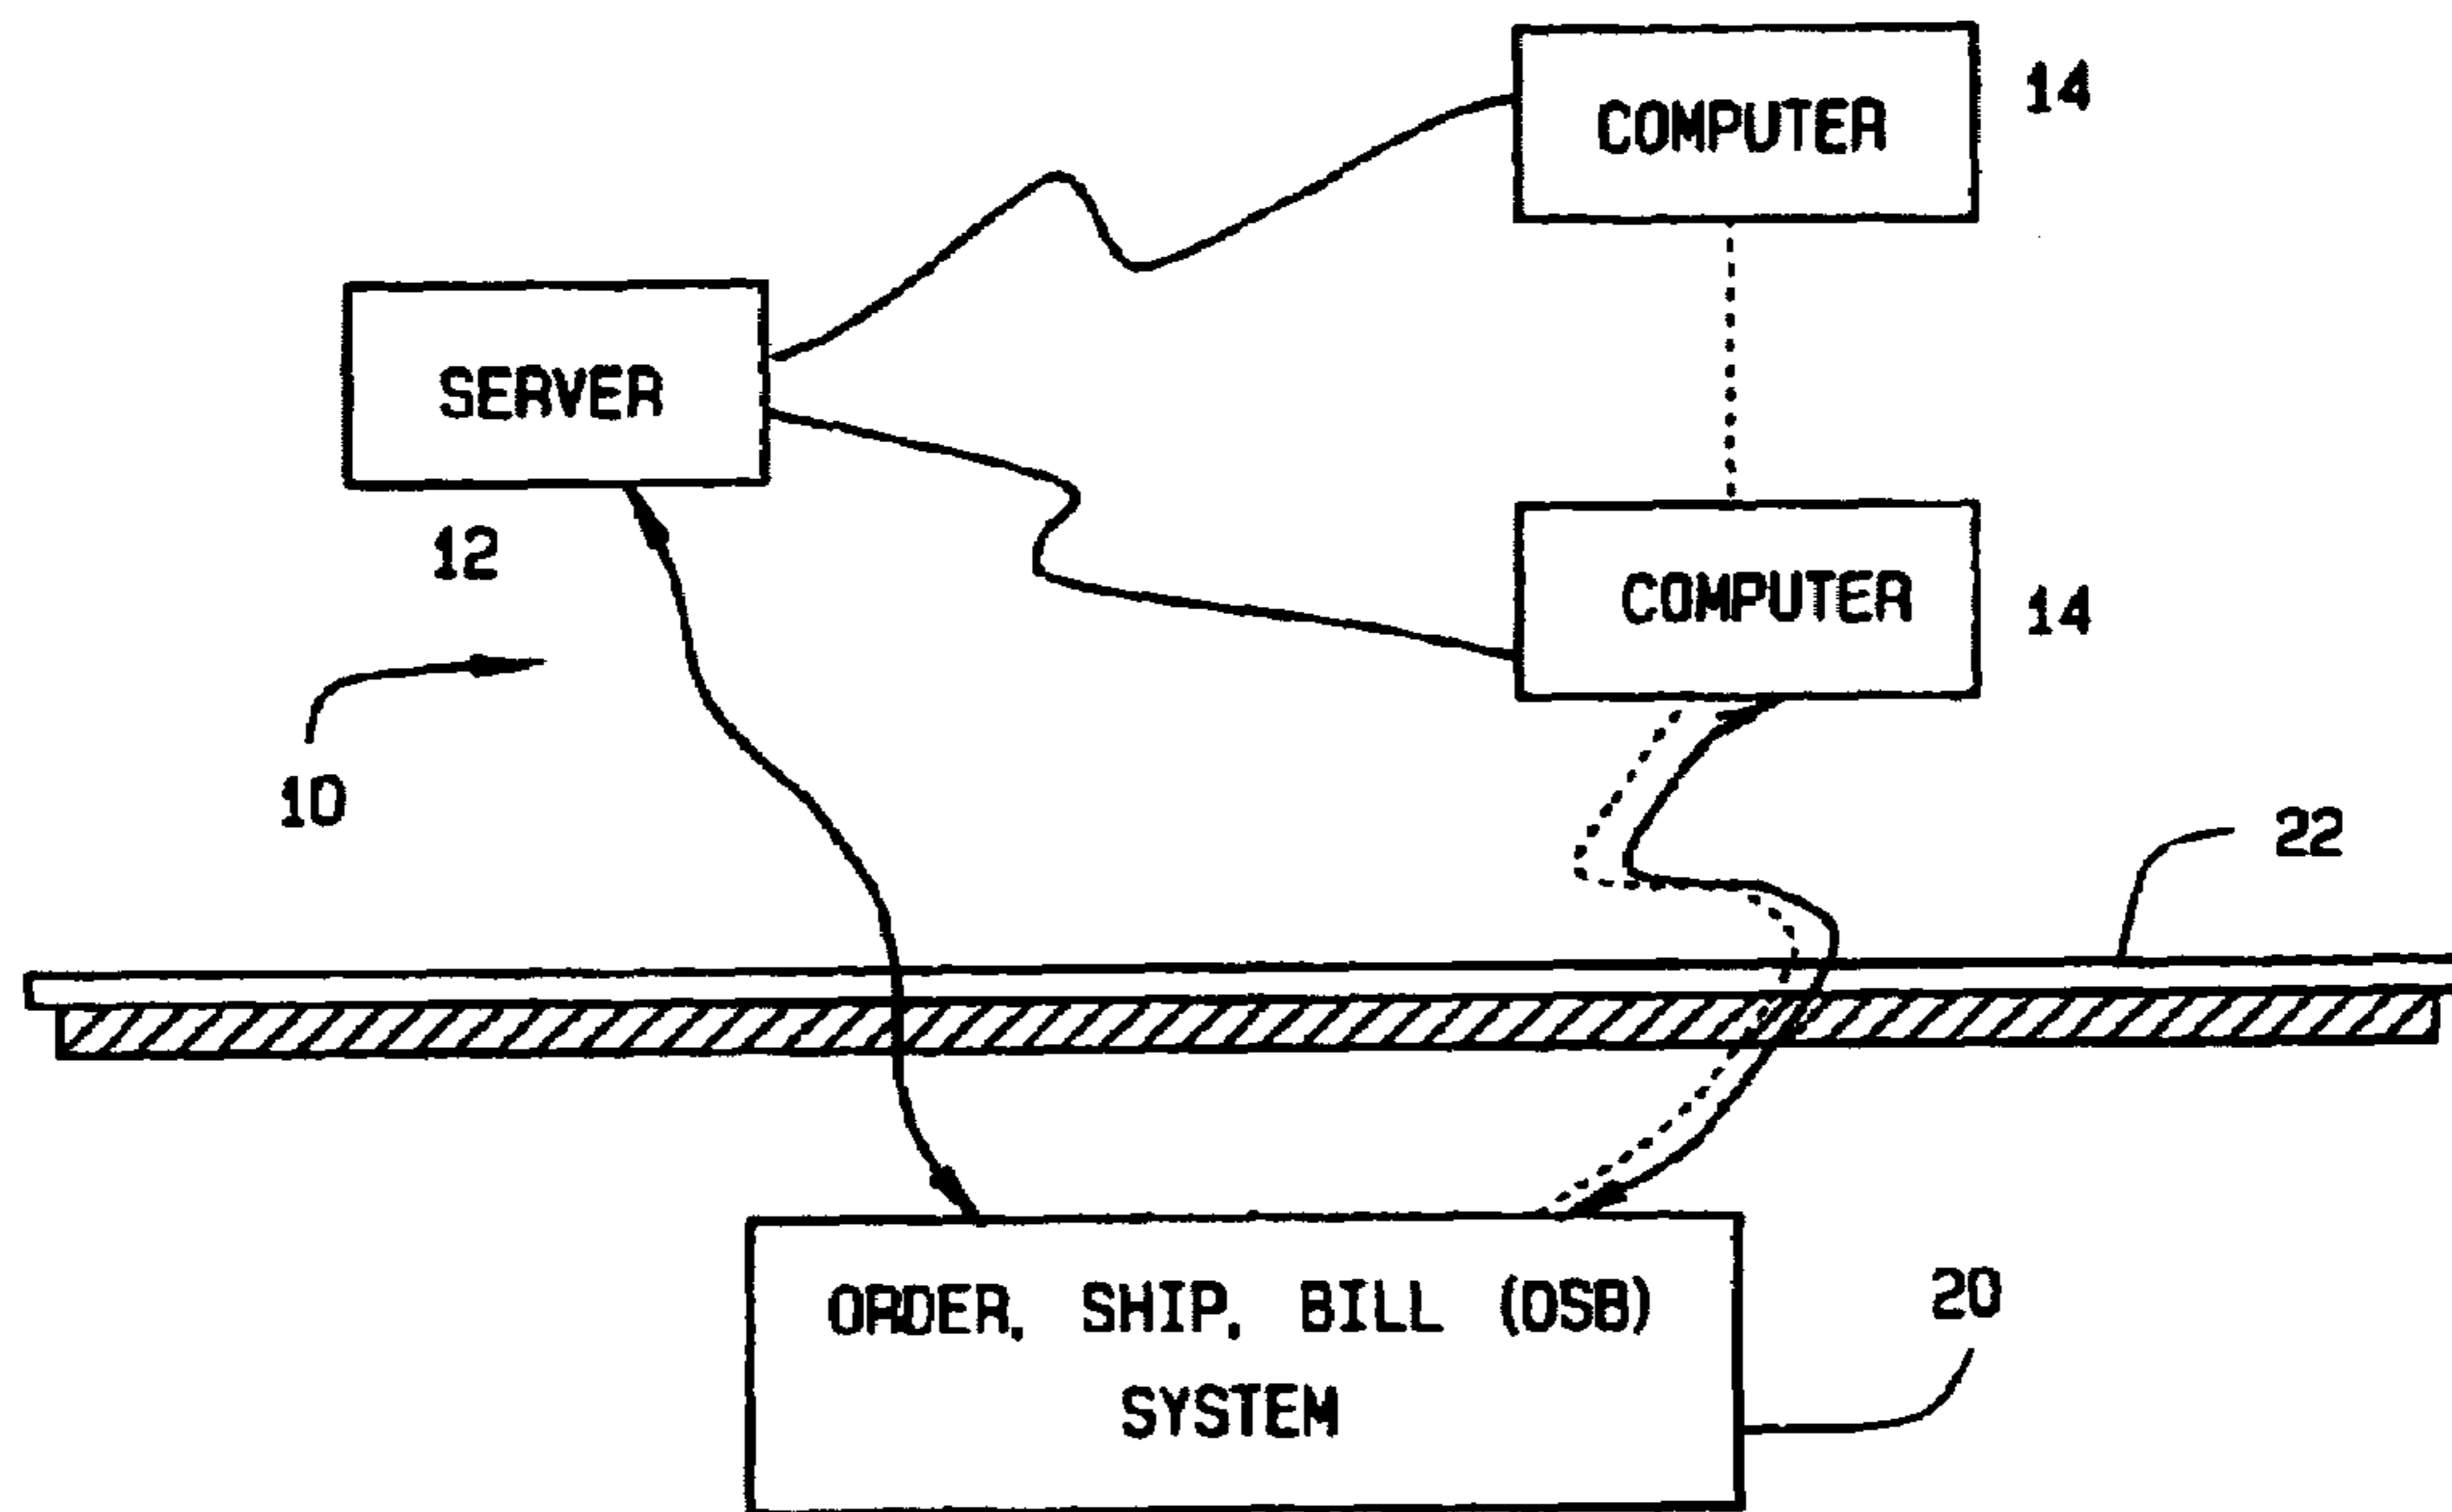 COMPUTER
14
SERVER
12
COMPUTER
14
10
22
ORDER, SHIP, BILL (OSB)
SYSTEM
20